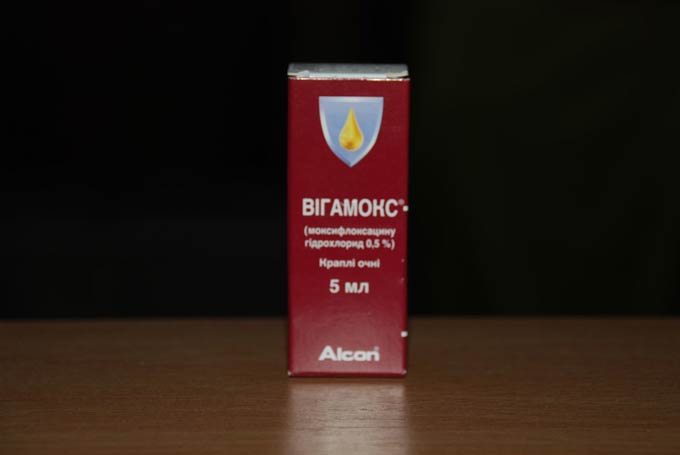 ВІГАМОКС®
(моксифлоксацину
гідрохлорид 0,5 %)
Краплі очні
5 мл
Alcon®